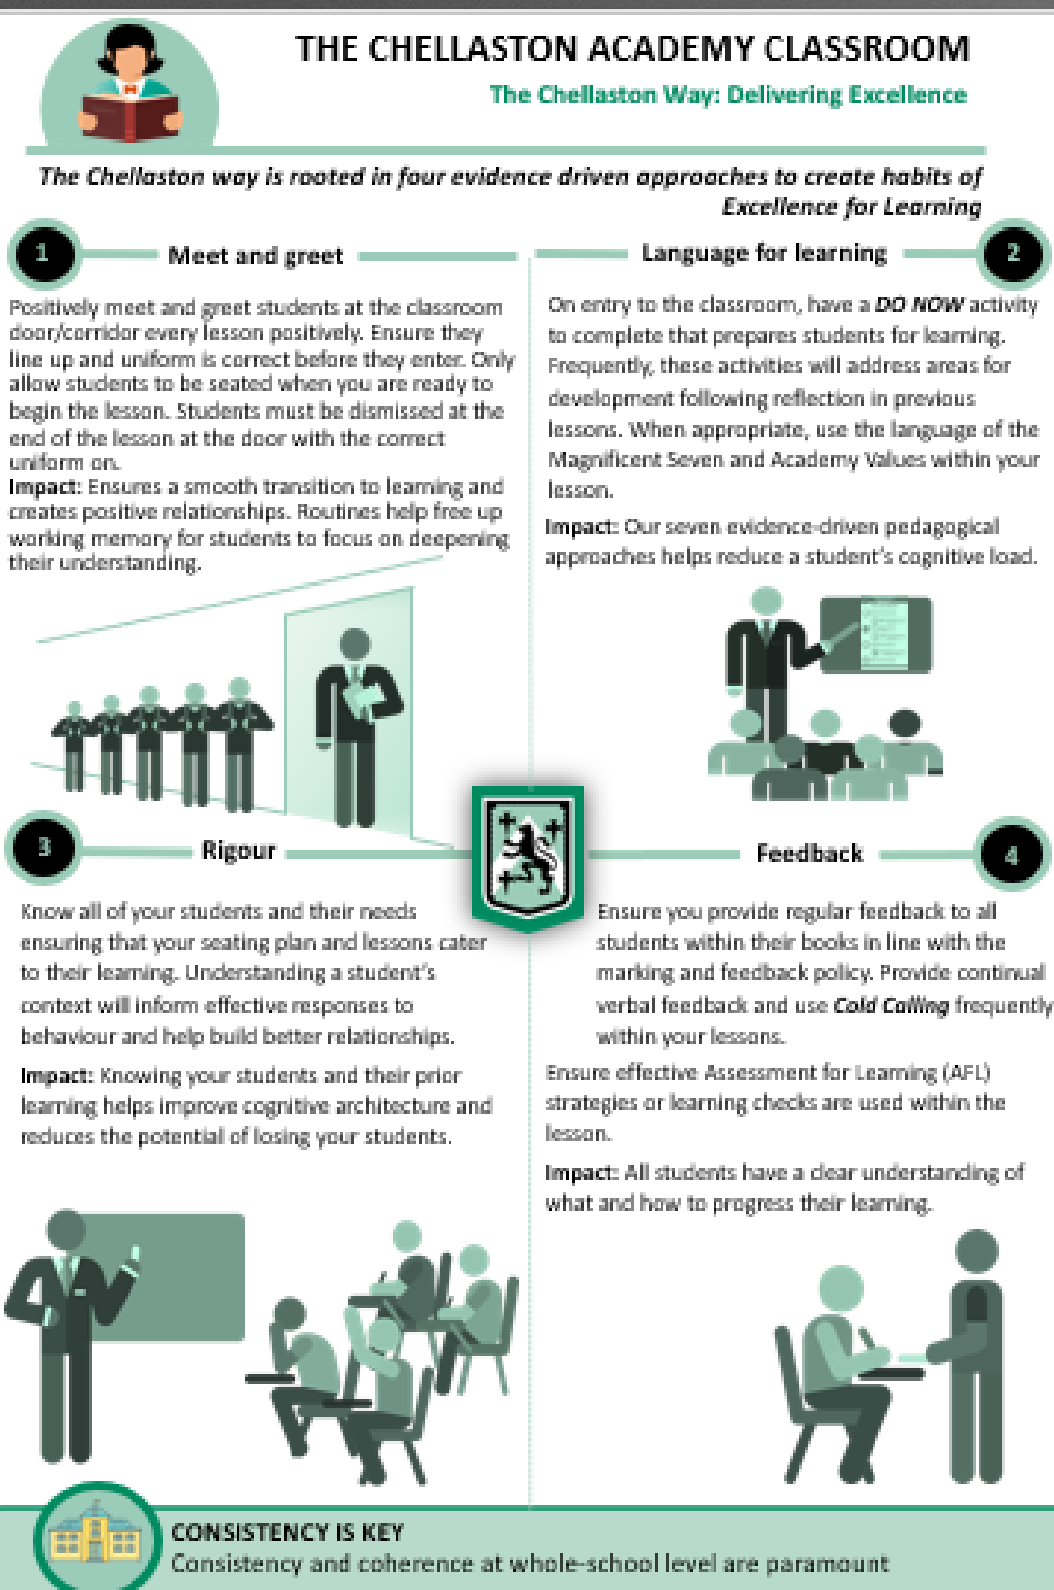 THE CHELLASTON ACADEMY CLASSROOM
The Chellaston Way: Delivering Excellence
The Chellaston way is rooted in four evidence driven approaches to create habits of
Excellence for Learning
1
Meet and greet
Positively meet and greet students at the classroom
door/corridor every lesson positively. Ensure they
line up and uniform is correct before they enter. Only
allow students to be seated when you are ready to
begin the lesson. Students must be dismissed at the
end of the lesson at the door with the correct
uniform on.
Impact: Ensures a smooth transition to learning and
creates positive relationships. Routines help free up
working memory for students to focus on deepening
their understanding.
Language for learning
2
On entry to the classroom, have a DO NOW activity
to complete that prepares students for learning.
Frequently, these activities will address areas for
development following reflection in previous
lessons. When appropriate, use the language of the
Magnificent Seven and Academy Values within your
lesson.
Impact: Our seven evidence-driven pedagogical
approaches helps reduce a student's cognitive load.
3
Rigour
Know all of your students and their needs
ensuring that your seating plan and lessons cater
to their learning. Understanding a student's
context will inform effective responses to
behaviour and help build better relationships.
Impact: Knowing your students and their prior
learning helps improve cognitive architecture and
reduces the potential of losing your students.
Feedback
4
Ensure you provide regular feedback to all
students within their books in line with the
marking and feedback policy. Provide continual
verbal feedback and use Cold Calling frequently
within your lessons.
Ensure effective Assessment for Learning (AFL)
strategies or learning checks are used within the
lesson.
Impact: All students have a clear understanding of
what and how to progress their learning.
CONSISTENCY IS KEY
Consistency and coherence at whole-school level are paramount